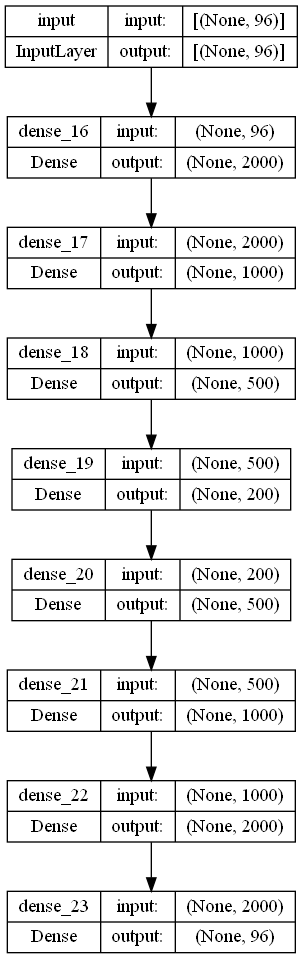 input input: [(None, 96)]
InputLayer output: [(None, 96)]
dense_16 input: (None, 96)
Dense output: (None, 2000)
dense_17 input: (None, 2000)
Dense output: (None, 1000)
dense_18 input: (None, 1000)
Dense output: (None, 500)
dense_19 input: (None, 500)
Dense output: (None, 200)
dense_20 input: (None, 200)
Dense output: (None, 500)
dense_21 input: (None, 500)
Dense output: (None, 1000)
dense_22 input: (None, 1000)
Dense output: (None, 2000)
dense_23 input: (None, 2000)
Dense output: (None, 96)